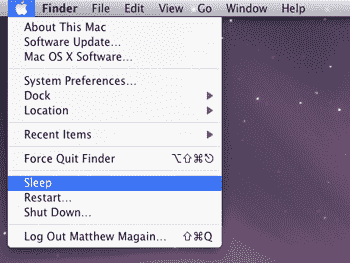 Finder File Edit View Go Window Help
About This Mac
Software Update...
Mac OS X Software...
System Preferences...
Dock
Location
Recent Items
Force Quit Finder ⌥⇧⌘⎋
Sleep
Restart...
Shut Down...
Log Out Matthew Magain... ⇧⌘Q